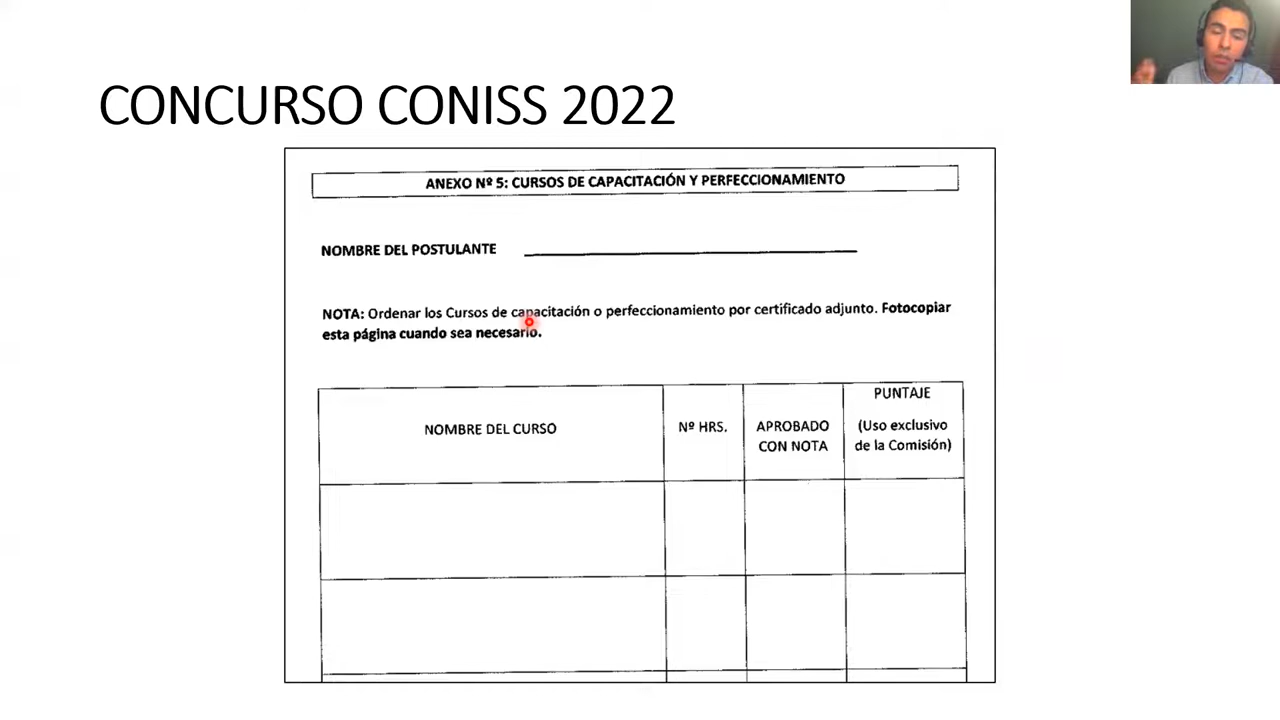 CONCURSO CONISS 2022
ANEXO Nº 5: CURSOS DE CAPACITACIÓN Y PERFECCIONAMIENTO
NOMBRE DEL POSTULANTE
NOTA: Ordenar los Cursos de capacitación o perfeccionamiento por certificado adjunto. Fotocopiar
esta página cuando sea necesario.
NOMBRE DEL CURSO
Nº HRS.
APROBADO
CON NOTA
PUNTAJE
(Uso exclusivo
de la Comisión)